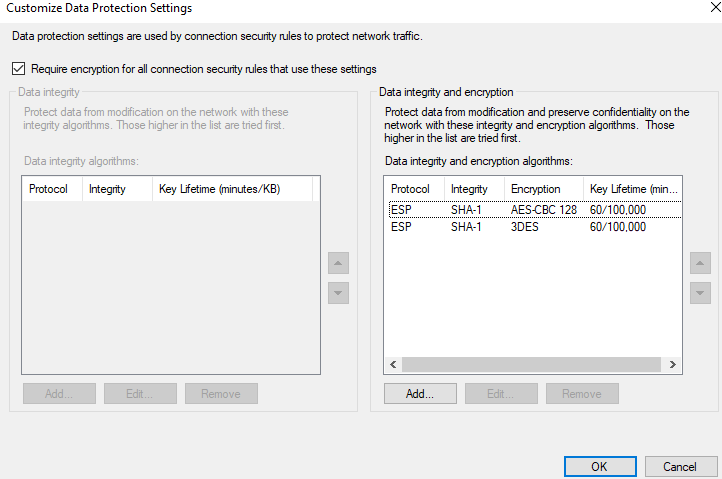 Customize Data Protection Settings
Data protection settings are used by connection security rules to protect network traffic.
Require encryption for all connection security rules that use these settings
Data integrity
Protect data from modification on the network with these
integrity algorithms. Those higher in the list are tried first.
Data integrity algorithms:
Protocol Integrity Key Lifetime (minutes/KB)
Add... Edit... Remove
Data integrity and encryption
Protect data from modification and preserve confidentiality on the
network with these integrity and encryption algorithms. Those
higher in the list are tried first.
Data integrity and encryption algorithms:
Protocol Integrity Encryption Key Lifetime (min...
ESP SHA-1 AES-CBC 128 60/100,000
ESP SHA-1 3DES 60/100,000
Add... Edit... Remove
OK Cancel